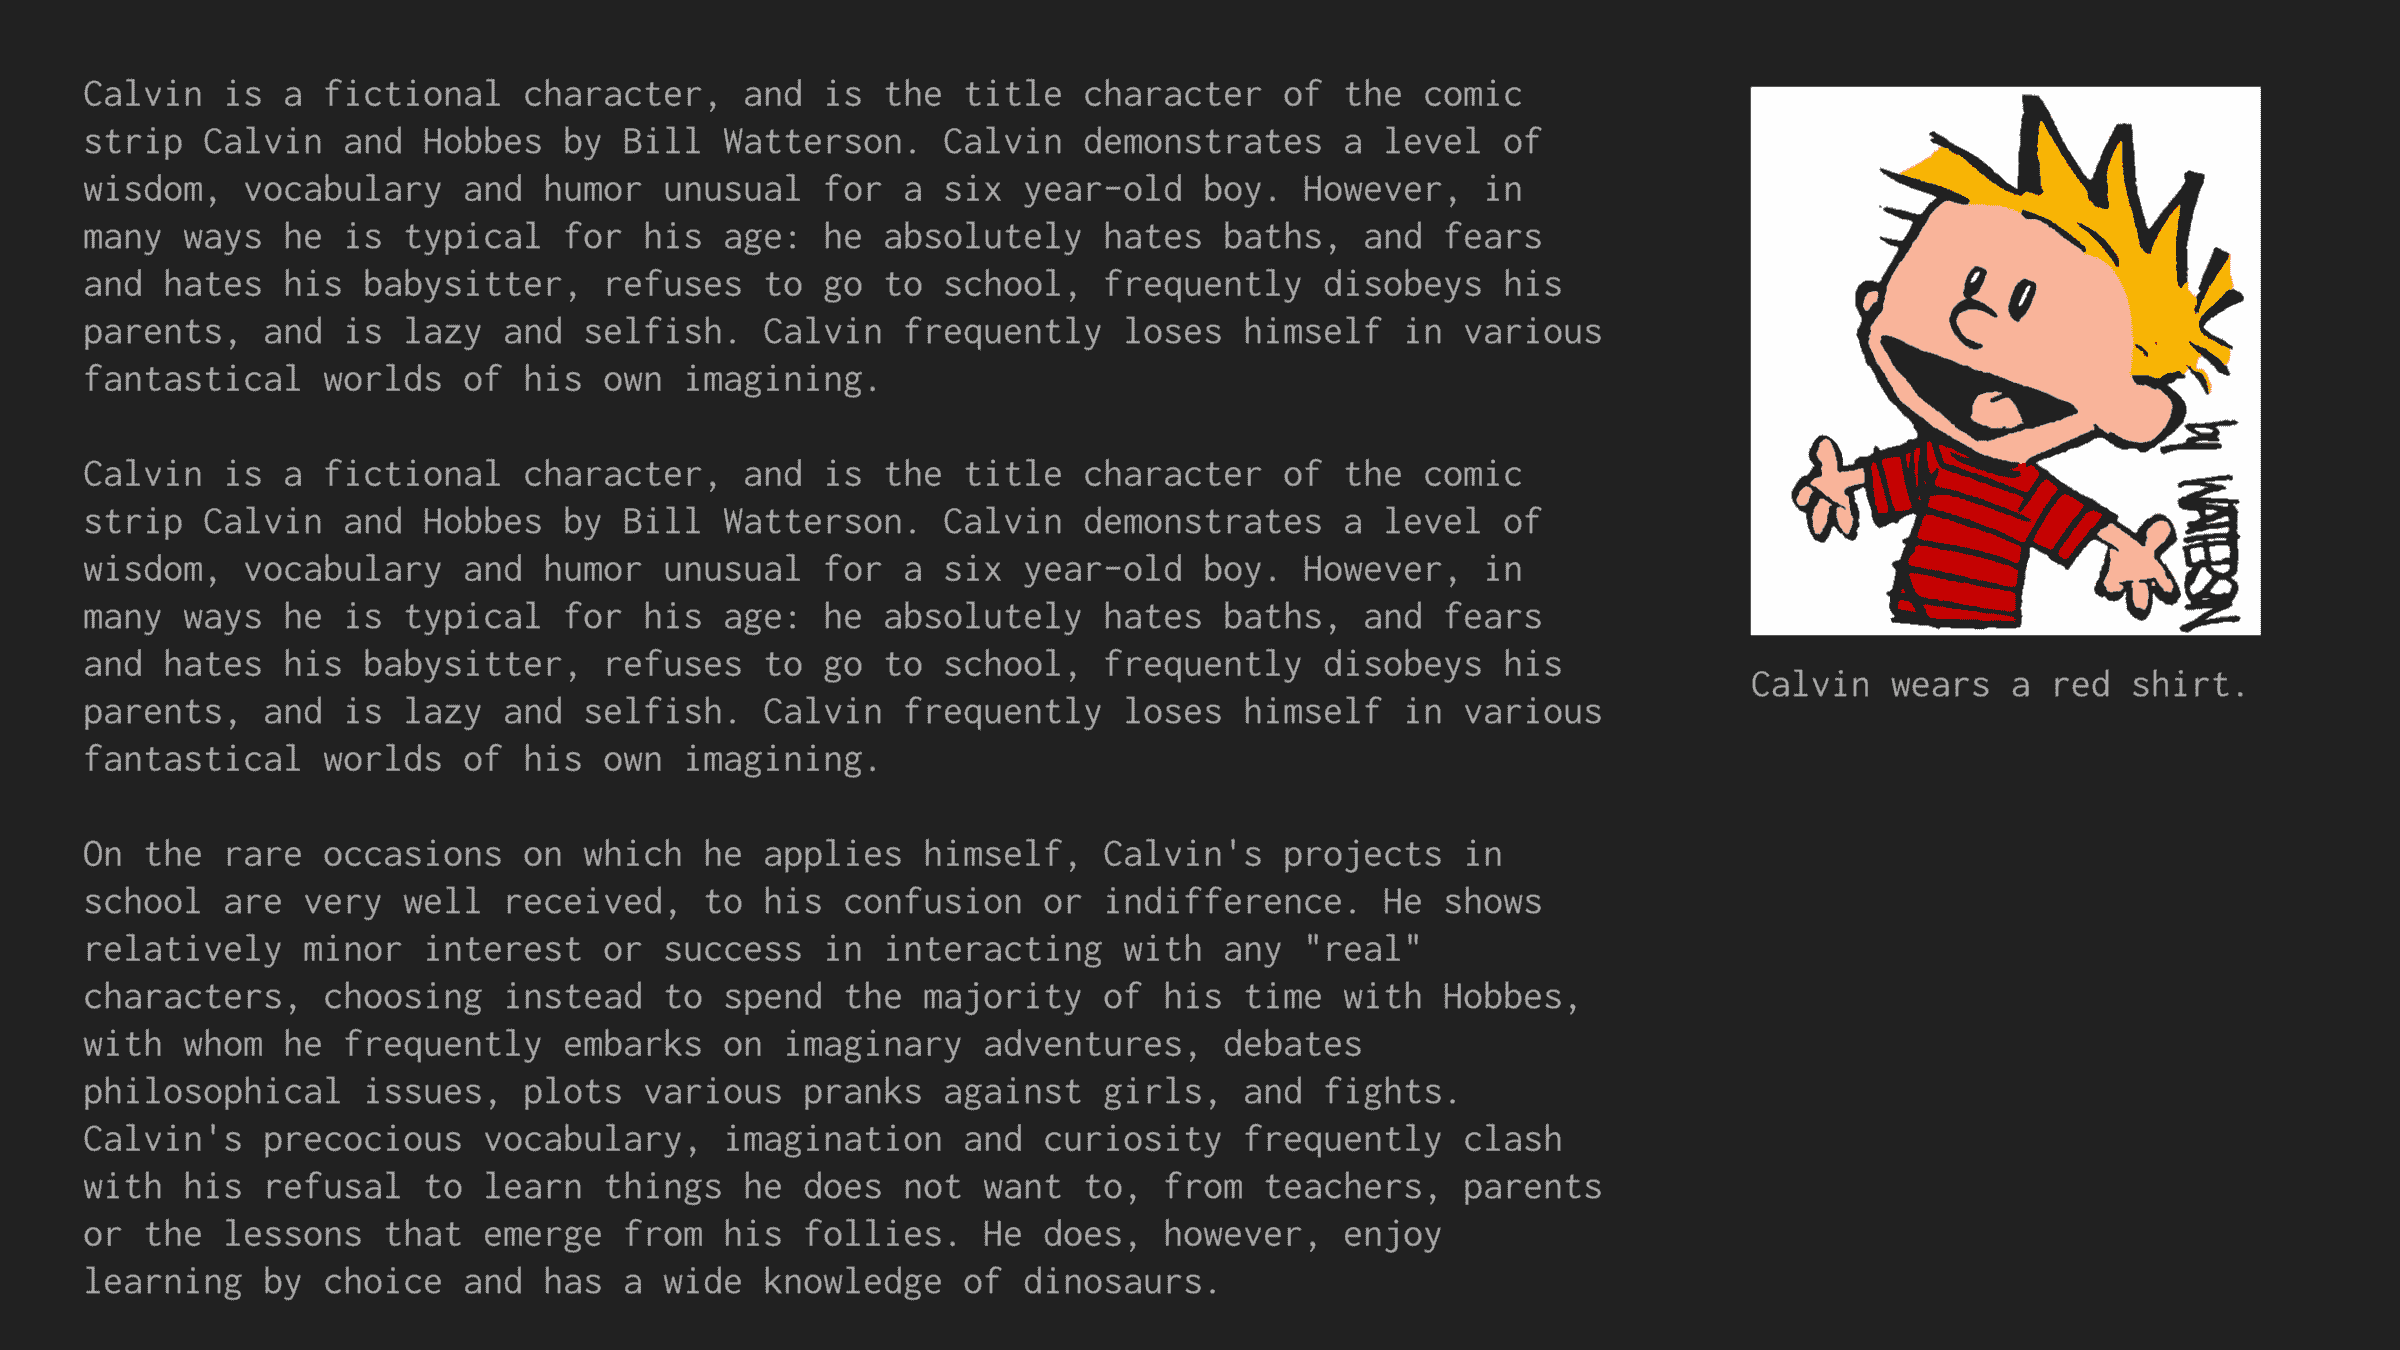 Calvin is a fictional character, and is the title character of the comic
strip Calvin and Hobbes by Bill Watterson. Calvin demonstrates a level of
wisdom, vocabulary and humor unusual for a six year-old boy. However, in
many ways he is typical for his age: he absolutely hates baths, and fears
and hates his babysitter, refuses to go to school, frequently disobeys his
parents, and is lazy and selfish. Calvin frequently loses himself in various
fantastical worlds of his own imagining.
Calvin is a fictional character, and is the title character of the comic
strip Calvin and Hobbes by Bill Watterson. Calvin demonstrates a level of
wisdom, vocabulary and humor unusual for a six year-old boy. However, in
many ways he is typical for his age: he absolutely hates baths, and fears
and hates his babysitter, refuses to go to school, frequently disobeys his
parents, and is lazy and selfish. Calvin frequently loses himself in various
fantastical worlds of his own imagining.
On the rare occasions on which he applies himself, Calvin's projects in
school are very well received, to his confusion or indifference. He shows
relatively minor interest or success in interacting with any "real"
characters, choosing instead to spend the majority of his time with Hobbes,
with whom he frequently embarks on imaginary adventures, debates
philosophical issues, plots various pranks against girls, and fights.
Calvin's precocious vocabulary, imagination and curiosity frequently clash
with his refusal to learn things he does not want to, from teachers, parents
or the lessons that emerge from his follies. He does, however, enjoy
learning by choice and has a wide knowledge of dinosaurs.
by WATTERSON
Calvin wears a red shirt.